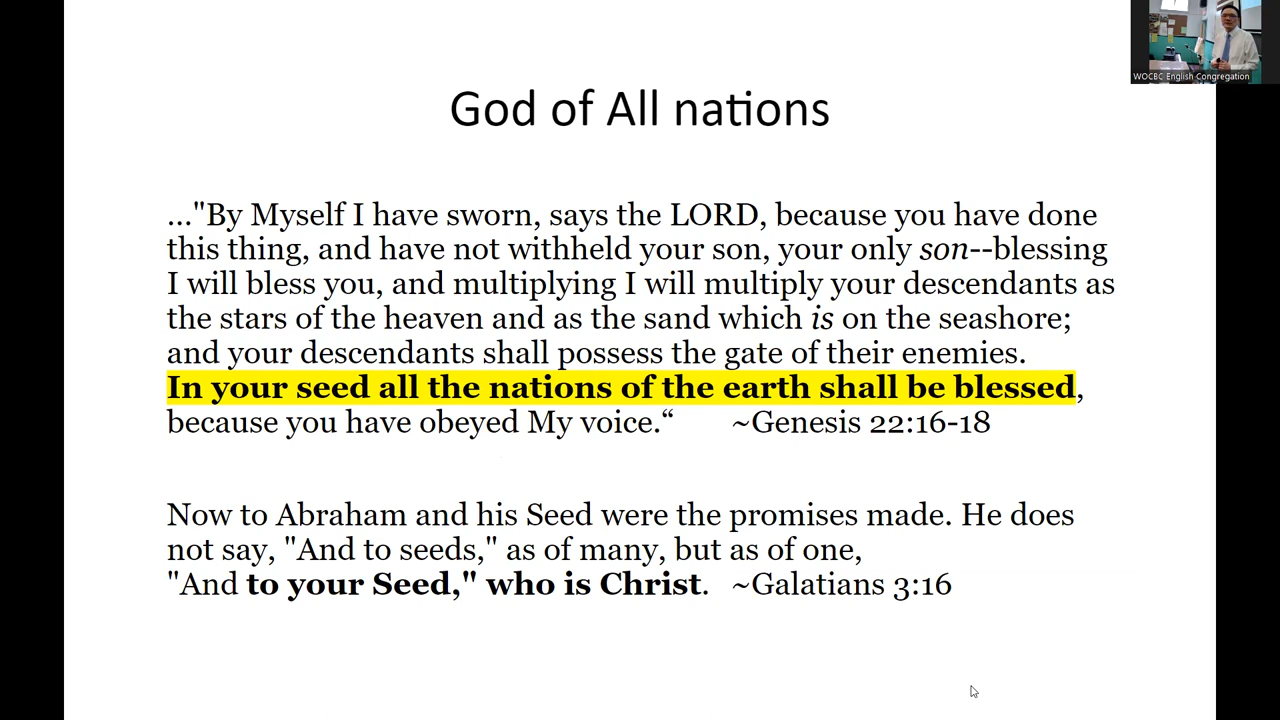 WOCBC English Congregation
God of All nations
..."By Myself I have sworn, says the LORD, because you have done
this thing, and have not withheld your son, your only son--blessing
I will bless you, and multiplying I will multiply your descendants as
the stars of the heaven and as the sand which is on the seashore;
and your descendants shall possess the gate of their enemies.
In your seed all the nations of the earth shall be blessed,
because you have obeyed My voice.“ ~Genesis 22:16-18
Now to Abraham and his Seed were the promises made. He does
not say, "And to seeds," as of many, but as of one,
"And to your Seed," who is Christ. ~Galatians 3:16